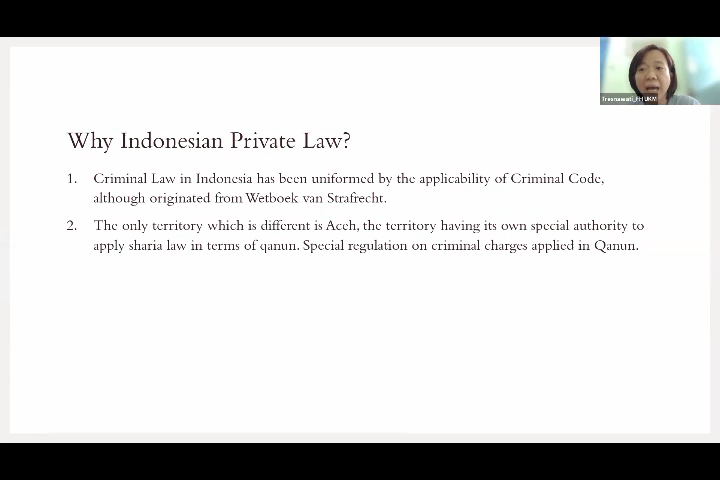 Why Indonesian Private Law?
1. Criminal Law in Indonesia has been uniformed by the applicability of Criminal Code,
although originated from Wetboek van Strafrecht.
2. The only territory which is different is Aceh, the territory having its own special authority to
apply sharia law in terms of qanun. Special regulation on criminal charges applied in Qanun.